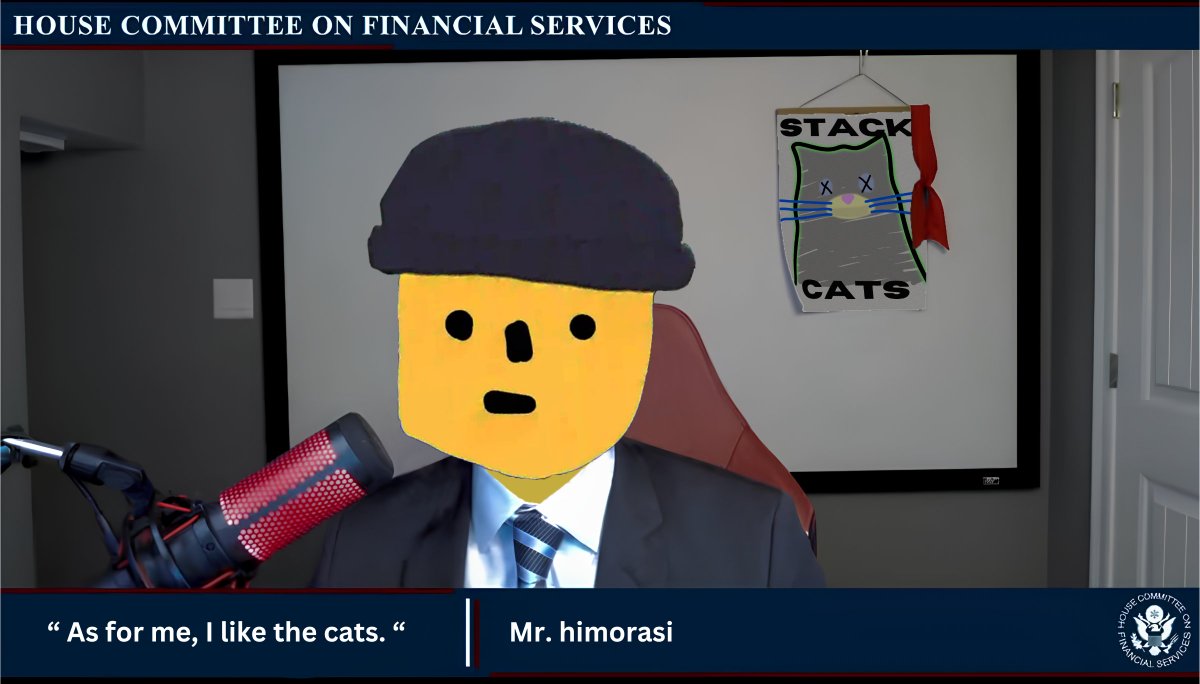 HOUSE COMMITTEE ON FINANCIAL SERVICES
STACK
CATS
“ As for me, I like the cats. “
Mr. himorasi
HOUSE COMMITTEE ON
FINANCIAL SERVICES